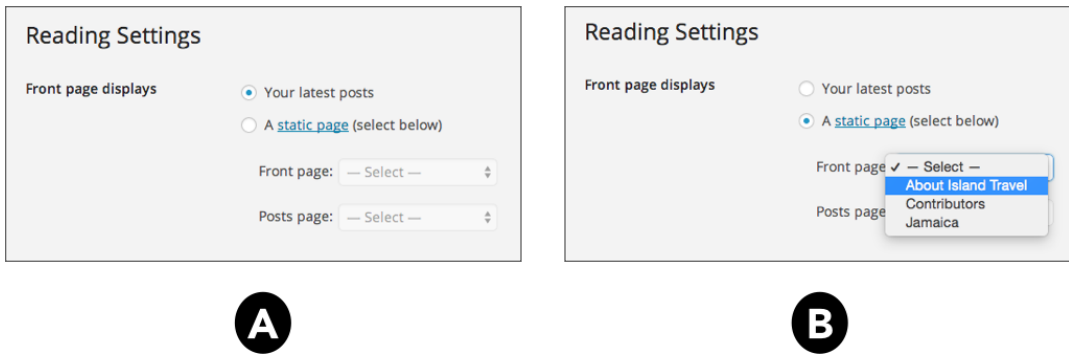 Reading Settings
Front page displays
Your latest posts
A static page (select below)
Front page: — Select —
Posts page: — Select —
A
Reading Settings
Front page displays
Your latest posts
A static page (select below)
Front page ✓ — Select —
About Island Travel
Contributors
Posts page
Jamaica
B